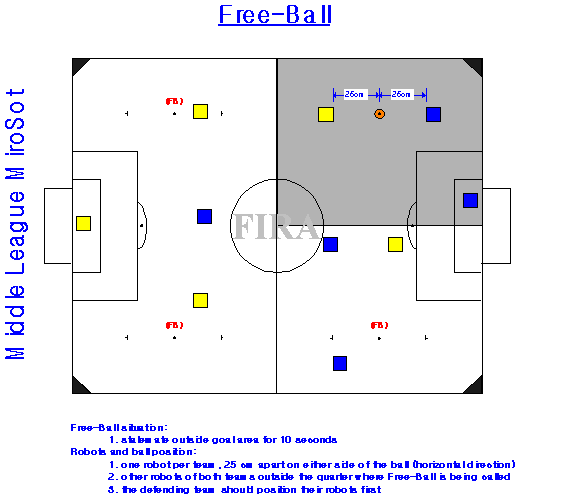 Free-Ball
Middle League MiroSot
(FB)
25cm 25cm
FIRA
(FB) (FB)
Free-Ball situation:
1. stalemate outside goal area for 10 seconds
Robots and ball position:
1. one robot per team, 25 cm apart on either side of the ball (horizontal direction)
2. other robots of both teams outside the quarter where Free-Ball is being called
3. the defending team should position their robots first